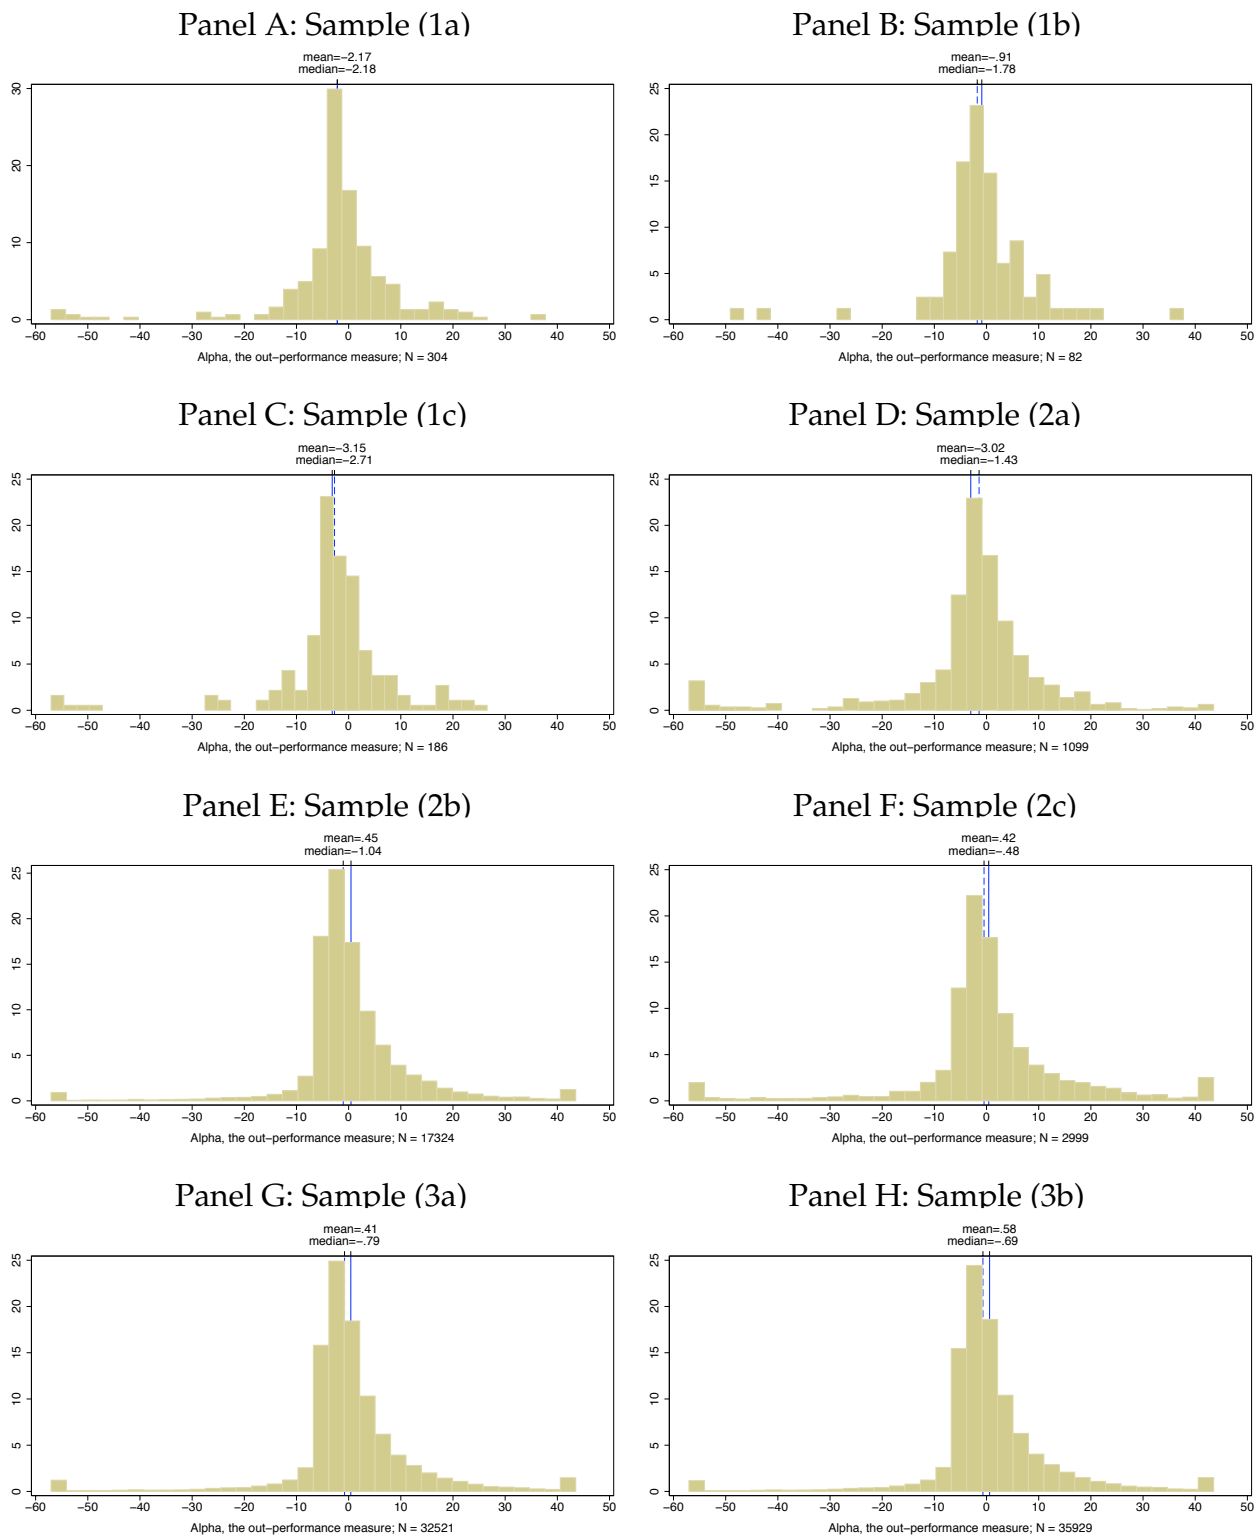 Panel A: Sample (1a)
mean=−2.17
median=−2.18
30
20
10
0
−60 −50 −40 −30 −20 −10 0 10 20 30 40 50
Alpha, the out−performance measure; N = 304
Panel B: Sample (1b)
mean=−.91
median=−1.78
25
20
15
10
5
0
−60 −50 −40 −30 −20 −10 0 10 20 30 40 50
Alpha, the out−performance measure; N = 82
Panel C: Sample (1c)
mean=−3.15
median=−2.71
25
20
15
10
5
0
−60 −50 −40 −30 −20 −10 0 10 20 30 40 50
Alpha, the out−performance measure; N = 186
Panel D: Sample (2a)
mean=−3.02
median=−1.43
25
20
15
10
5
0
−60 −50 −40 −30 −20 −10 0 10 20 30 40 50
Alpha, the out−performance measure; N = 1099
Panel E: Sample (2b)
mean=.45
median=−1.04
25
20
15
10
5
0
−60 −50 −40 −30 −20 −10 0 10 20 30 40 50
Alpha, the out−performance measure; N = 17324
Panel F: Sample (2c)
mean=.42
median=−.48
25
20
15
10
5
0
−60 −50 −40 −30 −20 −10 0 10 20 30 40 50
Alpha, the out−performance measure; N = 2999
Panel G: Sample (3a)
mean=.41
median=−.79
25
20
15
10
5
0
−60 −50 −40 −30 −20 −10 0 10 20 30 40 50
Alpha, the out−performance measure; N = 32521
Panel H: Sample (3b)
mean=.58
median=−.69
25
20
15
10
5
0
−60 −50 −40 −30 −20 −10 0 10 20 30 40 50
Alpha, the out−performance measure; N = 35929